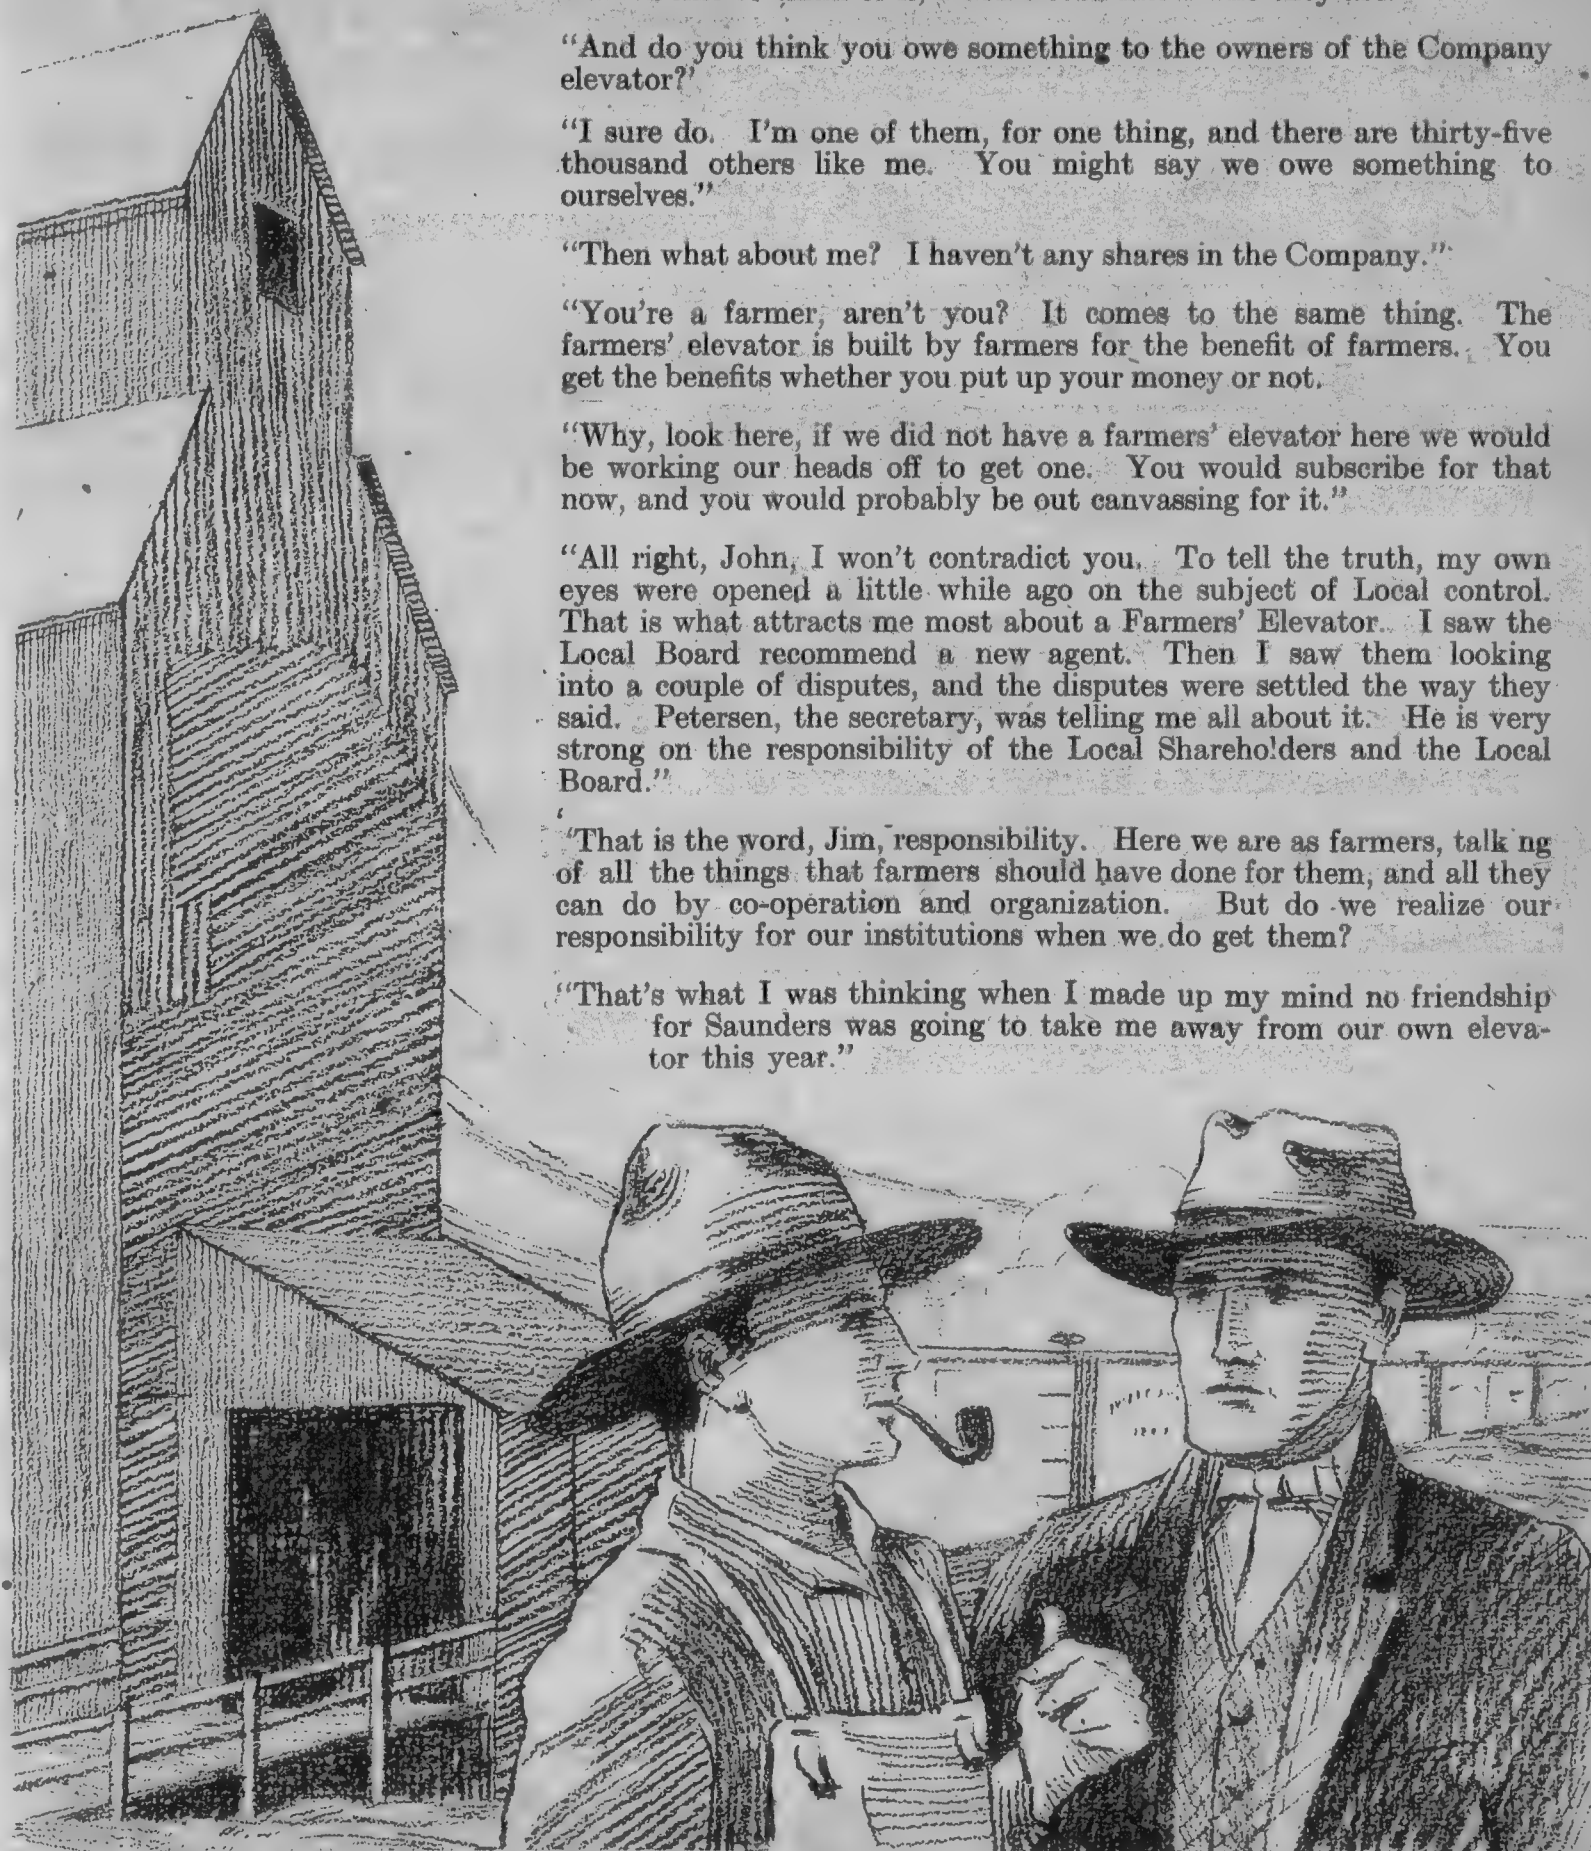 “And do you think you owe something to the owners of the Company
elevator?”
“I sure do. I'm one of them, for one thing, and there are thirty-five
thousand others like me. You might say we owe something to
ourselves.”
“Then what about me? I haven't any shares in the Company.”
“You're a farmer, aren't you? It comes to the same thing. The
farmers' elevator is built by farmers for the benefit of farmers. You
get the benefits whether you put up your money or not.
“Why, look here, if we did not have a farmers' elevator here we would
be working our heads off to get one. You would subscribe for that
now, and you would probably be out canvassing for it.”
“All right, John, I won't contradict you. To tell the truth, my own
eyes were opened a little while ago on the subject of Local control.
That is what attracts me most about a Farmers' Elevator. I saw the
Local Board recommend a new agent. Then I saw them looking
into a couple of disputes, and the disputes were settled the way they
said. Petersen, the secretary, was telling me all about it. He is very
strong on the responsibility of the Local Shareholders and the Local
Board.”
‘'That is the word, Jim, responsibility. Here we are as farmers, talk ng
of all the things that farmers should have done for them, and all they
can do by co-operation and organization. But do we realize our
responsibility for our institutions when we do get them?
“That's what I was thinking when I made up my mind no friendship
for Saunders was going to take me away from our own eleva-
tor this year.”